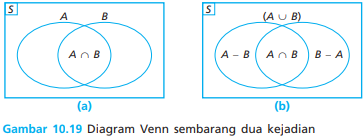 S A B
A ∩ B
(a)
S (A ∪ B)
A – B A ∩ B B – A
(b)
Gambar 10.19 Diagram Venn sembarang dua kejadian